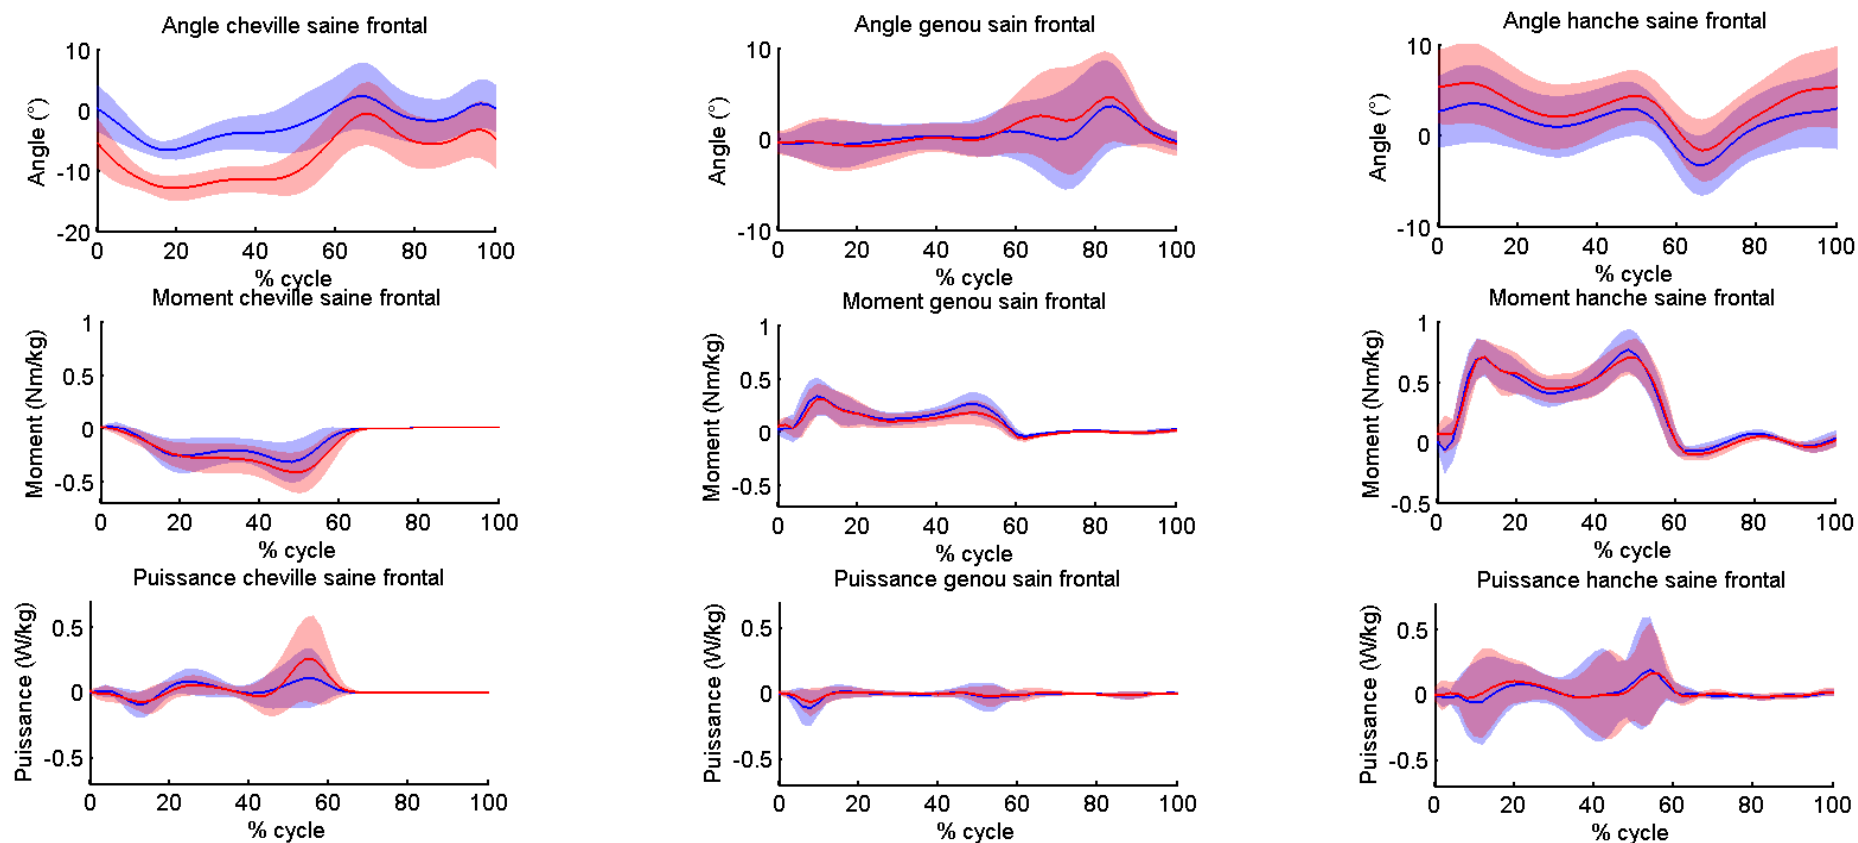 Angle cheville saine frontal
Angle genou sain frontal
Angle hanche saine frontal
Angle (°)
10
0
-10
-20
0 20 40 60 80 100
% cycle
Angle (°)
10
0
-10
0 20 40 60 80 100
% cycle
Angle (°)
10
0
-10
0 20 40 60 80 100
% cycle
Moment cheville saine frontal
Moment genou sain frontal
Moment hanche saine frontal
Moment (Nm/kg)
1
0.5
0
-0.5
0 20 40 60 80 100
% cycle
Moment (Nm/kg)
1
0.5
0
-0.5
0 20 40 60 80 100
% cycle
Moment (Nm/kg)
1
0.5
0
-0.5
0 20 40 60 80 100
% cycle
Puissance cheville saine frontal
Puissance genou sain frontal
Puissance hanche saine frontal
Puissance (W/kg)
0.5
0
-0.5
0 20 40 60 80 100
% cycle
Puissance (W/kg)
0.5
0
-0.5
0 20 40 60 80 100
% cycle
Puissance (W/kg)
0.5
0
-0.5
0 20 40 60 80 100
% cycle